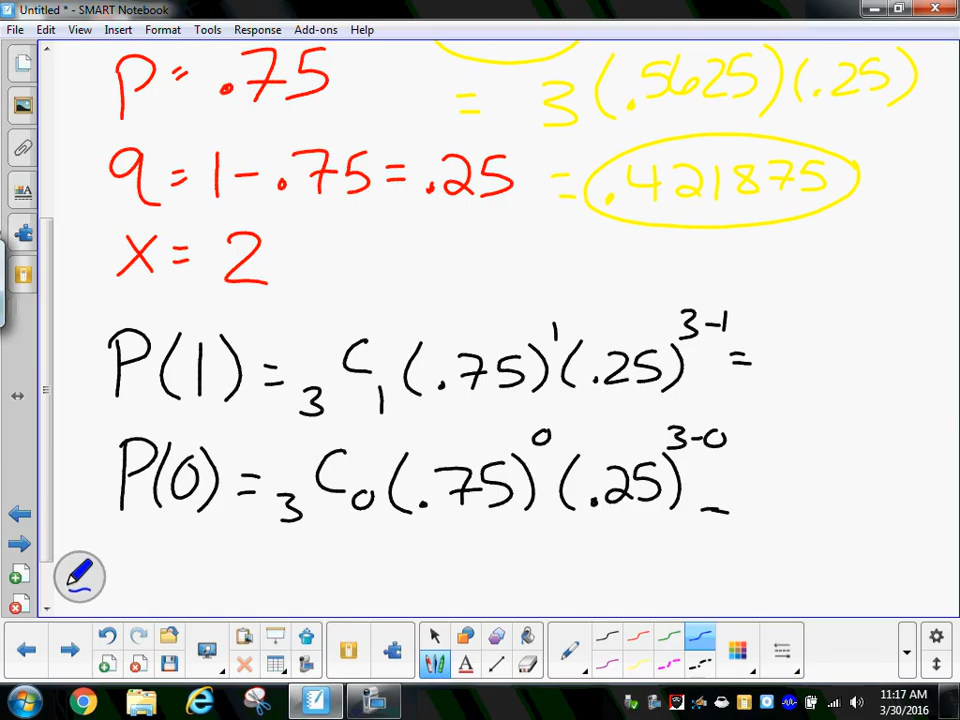 Untitled * - SMART Notebook
File Edit View Insert Format Tools Response Add-ons Help
p = .75
= 3(.5625)(.25)
q = 1 - .75 = .25
= .421875
x = 2
P(1) = ₃C₁(.75)¹(.25)³⁻¹ =
P(0) = ₃C₀(.75)⁰(.25)³⁻⁰ -
11:17 AM
3/30/2016